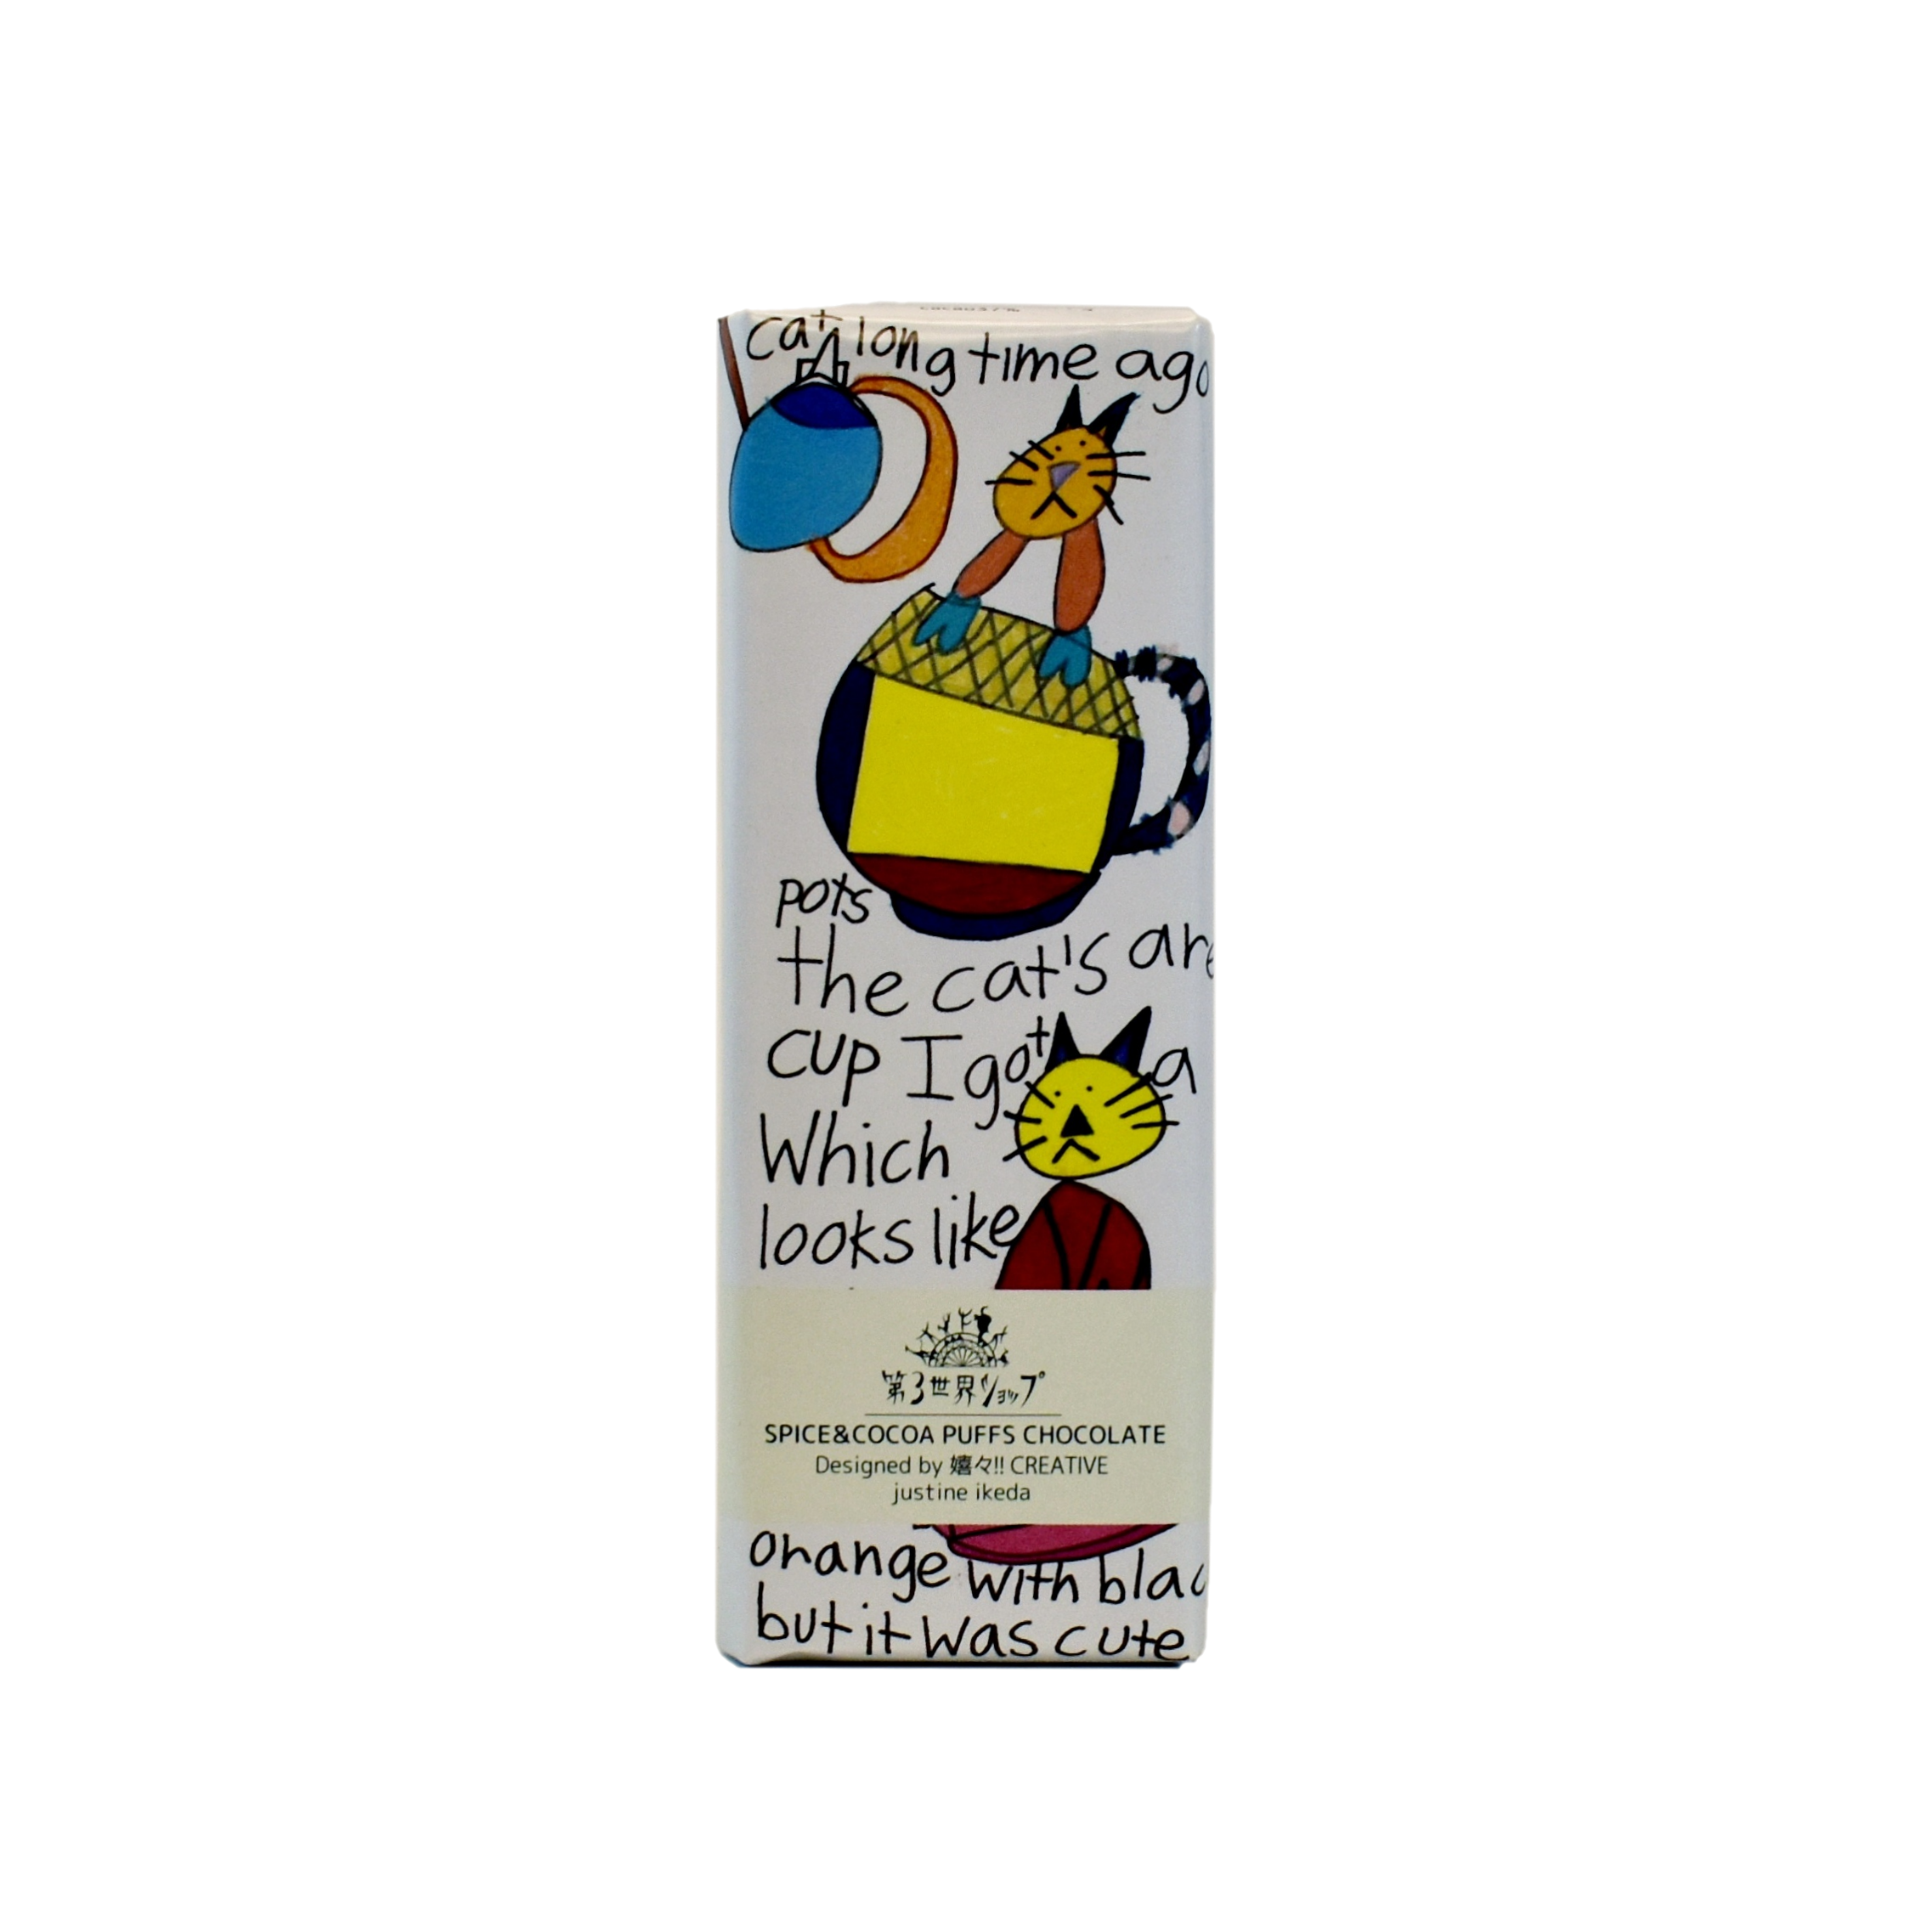 cat long time ago
pots
the cat's are
cup I got a
Which
looks like
第3世界ショップ
SPICE&COCOA PUFFS CHOCOLATE
Designed by 嬉々!! CREATIVE
justine ikeda
orange with blac
but it was cute